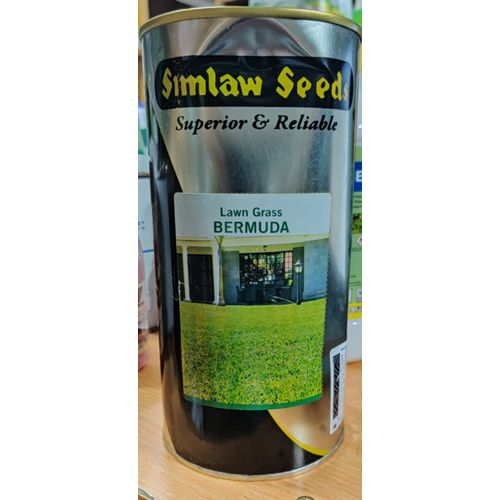 Simlaw Seeds
Superior & Reliable
Lawn Grass
BERMUDA